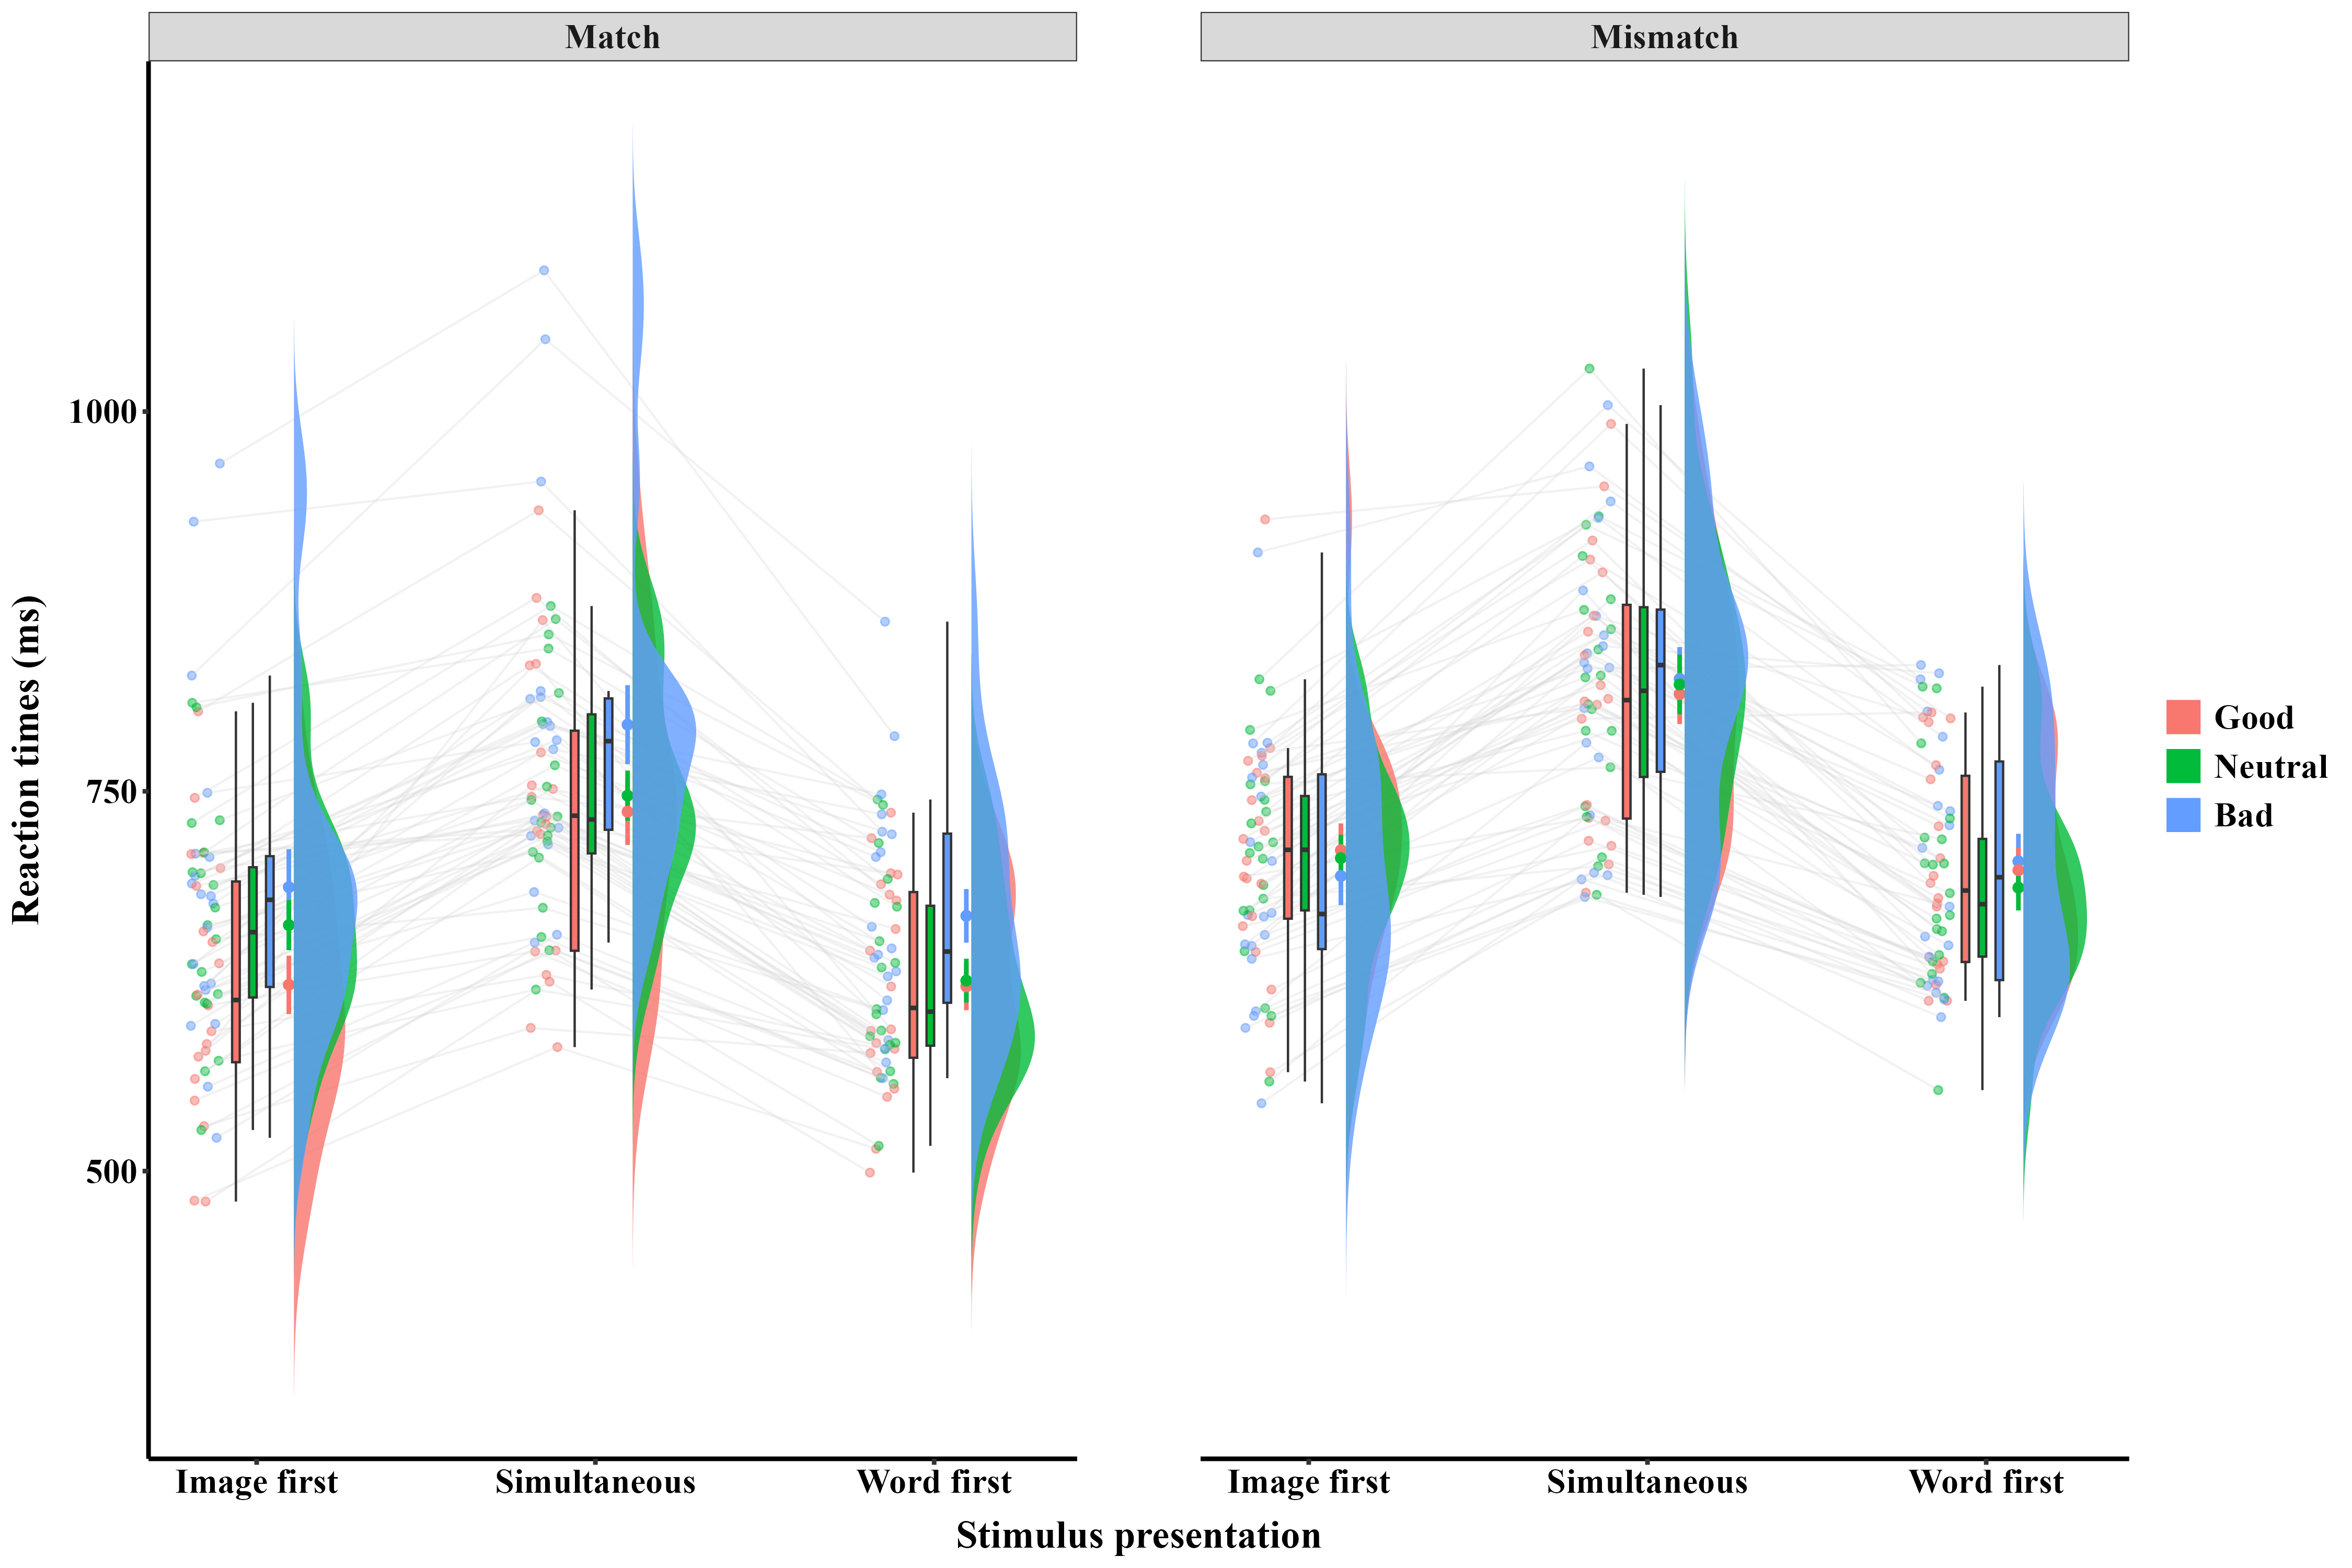 Match
Mismatch
Reaction times (ms)
1000
750
500
Good
Neutral
Bad
Image first
Simultaneous
Word first
Image first
Simultaneous
Word first
Stimulus presentation